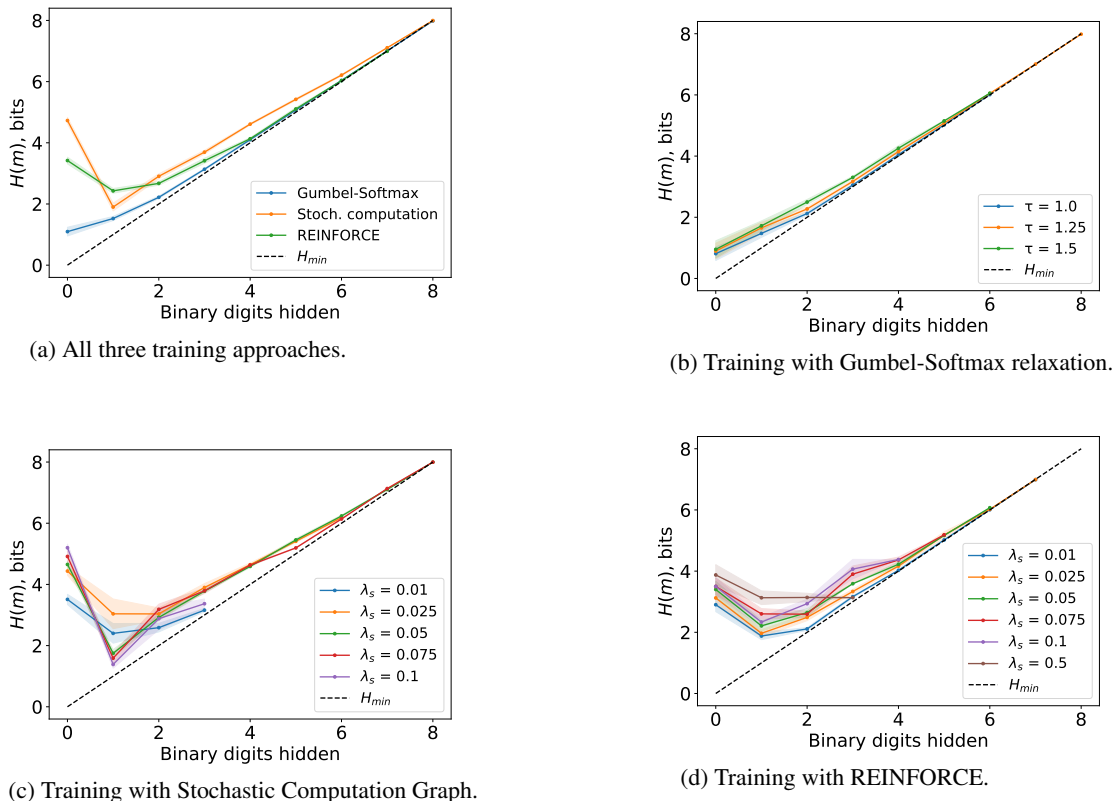 8
6
4
2
0
H(m), bits
Gumbel-Softmax
Stoch. computation
REINFORCE
H_min
0 2 4 6 8
Binary digits hidden
(a) All three training approaches.
8
6
4
2
0
H(m), bits
τ = 1.0
τ = 1.25
τ = 1.5
H_min
0 2 4 6 8
Binary digits hidden
(b) Training with Gumbel-Softmax relaxation.
8
6
4
2
0
H(m), bits
λ_s = 0.01
λ_s = 0.025
λ_s = 0.05
λ_s = 0.075
λ_s = 0.1
H_min
0 2 4 6 8
Binary digits hidden
(c) Training with Stochastic Computation Graph.
8
6
4
2
0
H(m), bits
λ_s = 0.01
λ_s = 0.025
λ_s = 0.05
λ_s = 0.075
λ_s = 0.1
λ_s = 0.5
H_min
0 2 4 6 8
Binary digits hidden
(d) Training with REINFORCE.